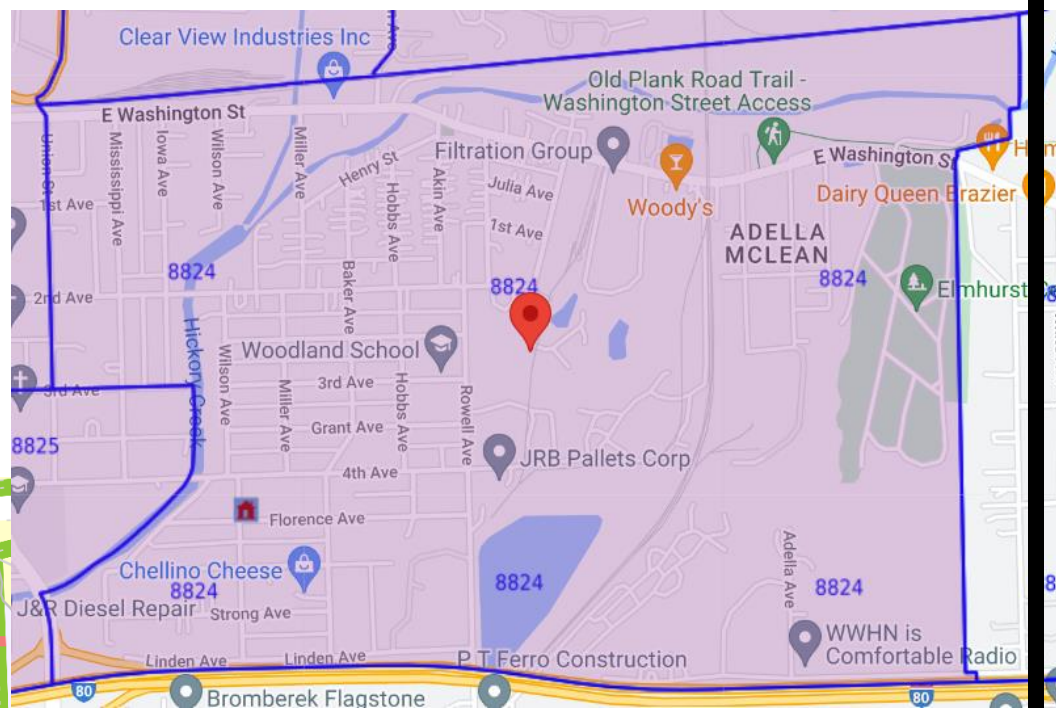 Clear View Industries Inc
Old Plank Road Trail -
Washington Street Access
E Washington St
Union St
Mississippi Ave
Iowa Ave
Wilson Ave
Miller Ave
Henry St
Hobbs Ave
Akin Ave
Filtration Group
Julia Ave
E Washington St
Woody's
Dairy Queen Brazier
1st Ave
1st Ave
ADELLA
MCLEAN
8824
8824
8824
Elmhurst
2nd Ave
Baker Ave
Hickory Creek
Woodland School
Wilson Ave
Miller Ave
3rd Ave
3rd Ave
Hobbs Ave
Rowell Ave
Grant Ave
8825
4th Ave
JRB Pallets Corp
Florence Ave
Adella Ave
Chellino Cheese
8824
8824
8824
J&R Diesel Repair
Strong Ave
WWHN is
Comfortable Radio
Linden Ave
Linden Ave
P T Ferro Construction
80
Bromberek Flagstone
80